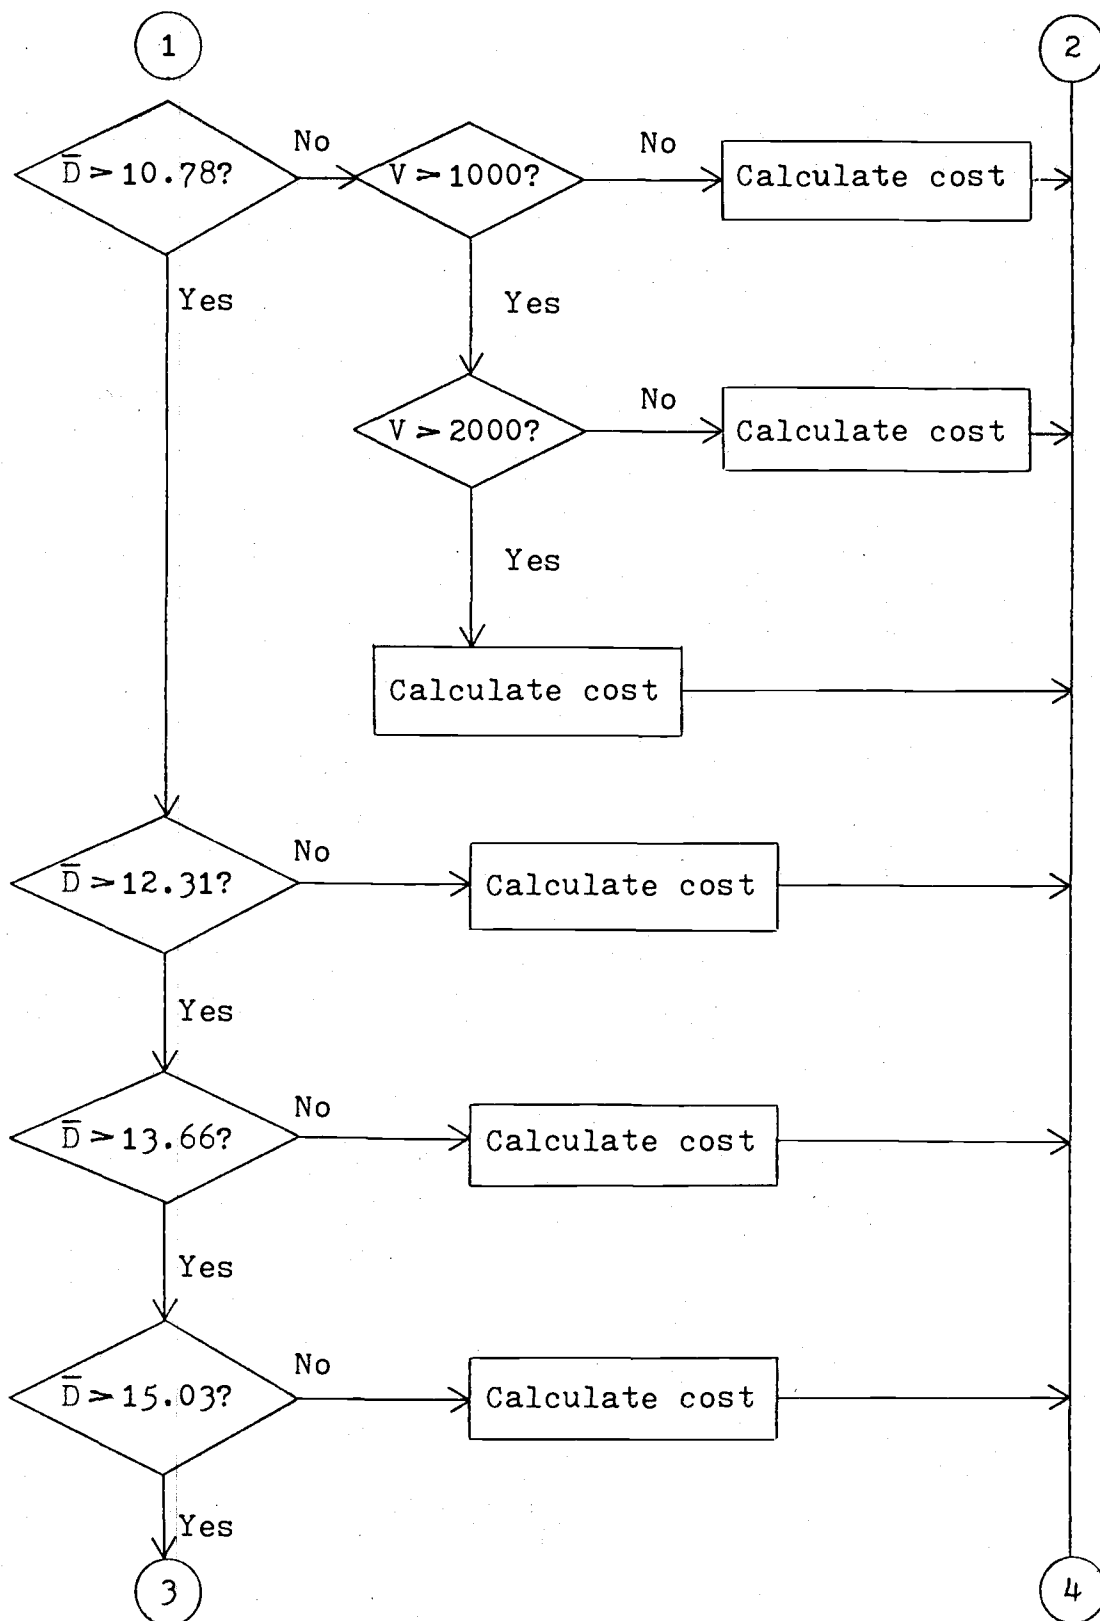 1
2
D̅ > 10.78?
No
V > 1000?
No
Calculate cost
Yes
Yes
V > 2000?
No
Calculate cost
Yes
Calculate cost
D̅ > 12.31?
No
Calculate cost
Yes
D̅ > 13.66?
No
Calculate cost
Yes
D̅ > 15.03?
No
Calculate cost
Yes
3
4